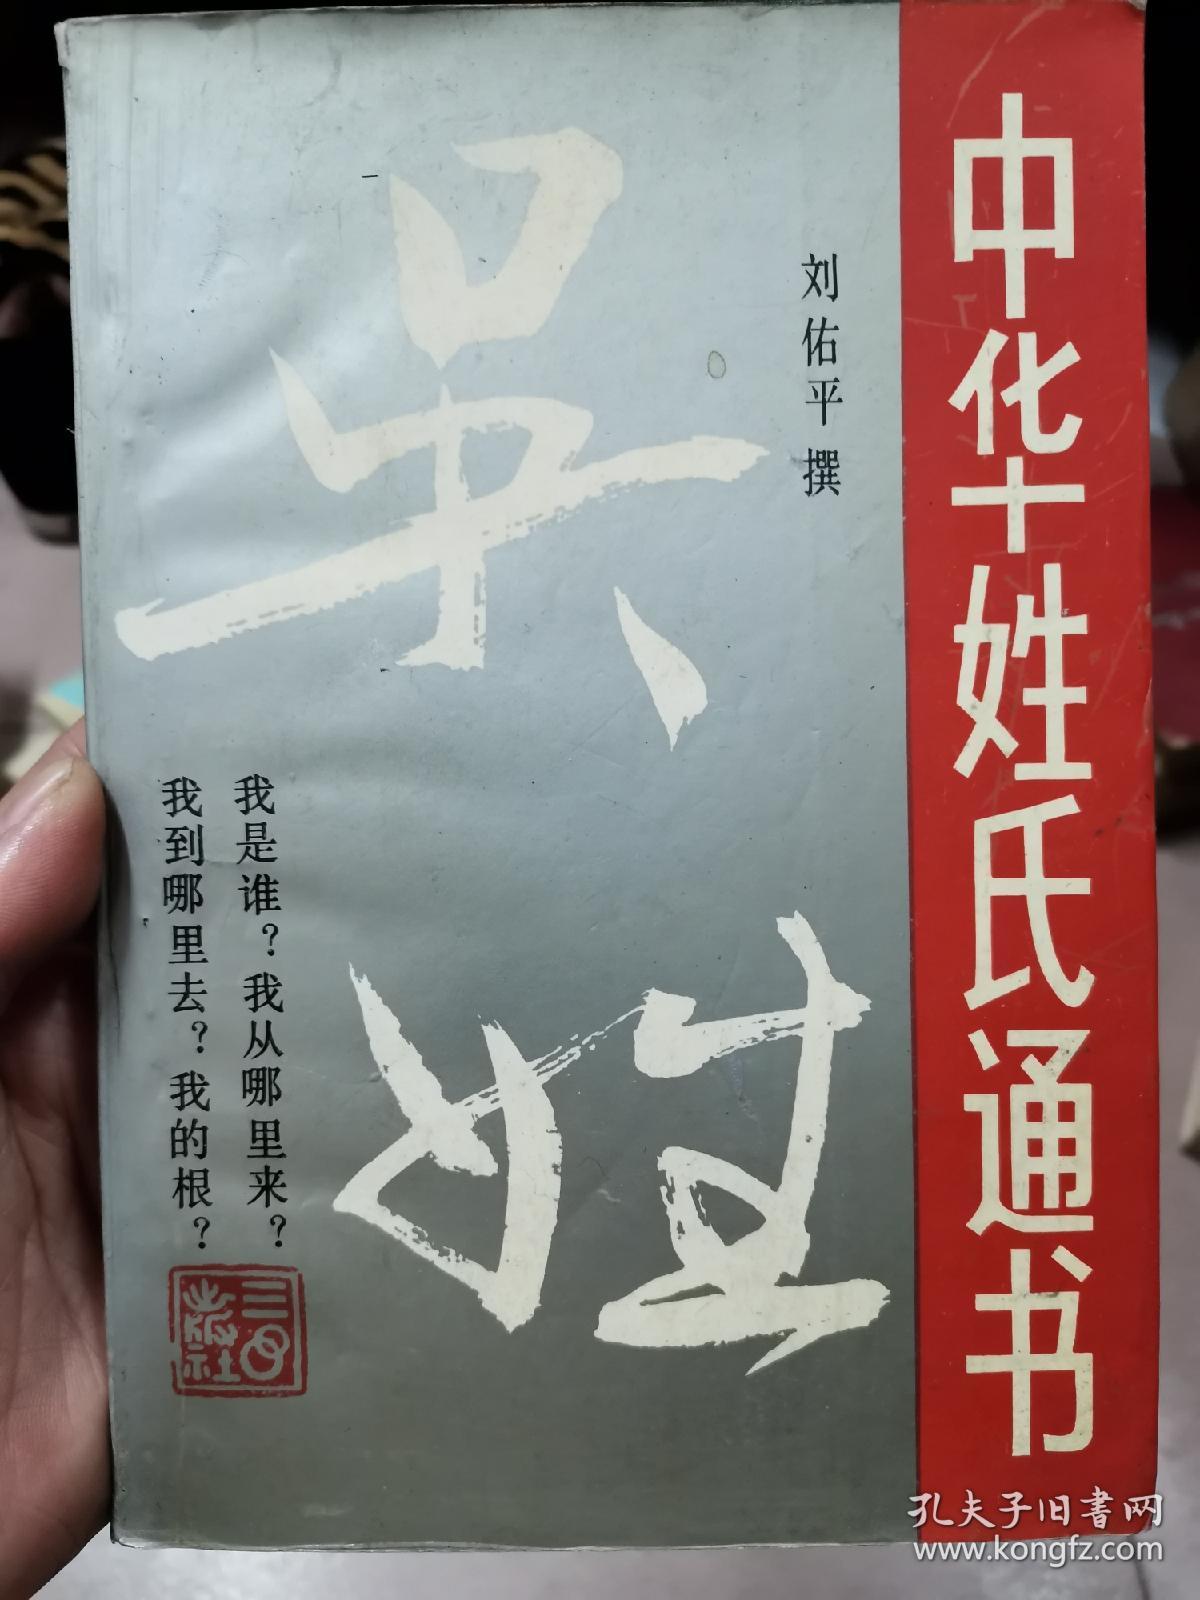 中华姓氏通书
刘佑平 撰
吴姓
我是谁？我从哪里来？
我到哪里去？我的根？
孔夫子旧書网
www.kongfz.com